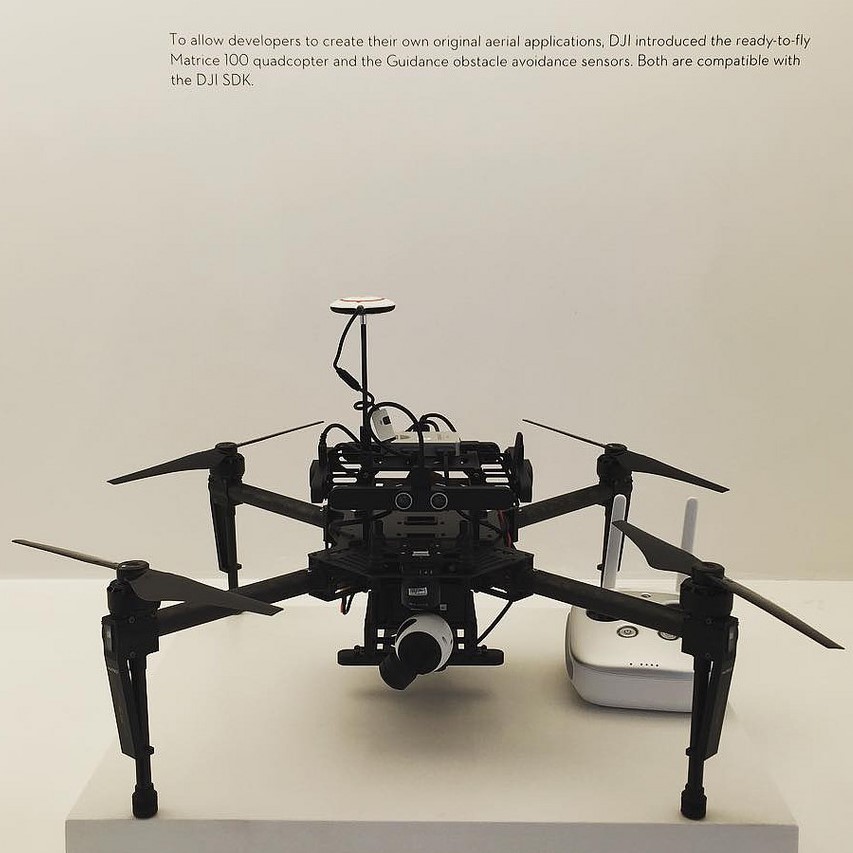 To allow developers to create their own original aerial applications, DJI introduced the ready-to-fly
Matrice 100 quadcopter and the Guidance obstacle avoidance sensors. Both are compatible with
the DJI SDK.